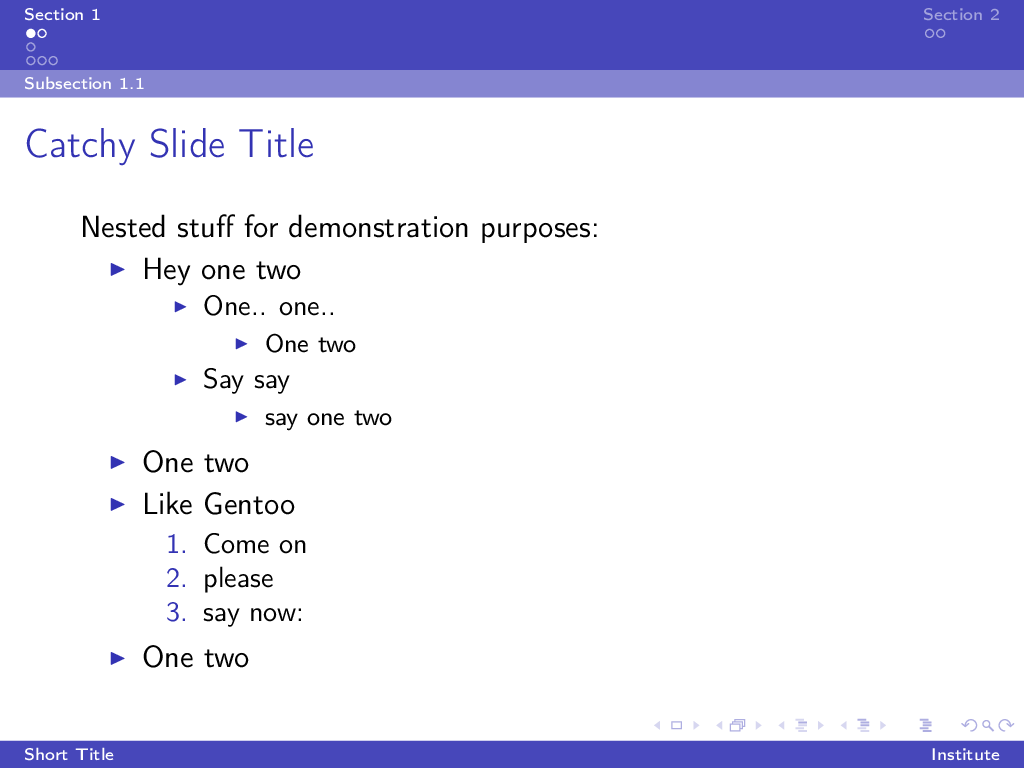 Section 1
Section 2
Subsection 1.1
Catchy Slide Title
Nested stuff for demonstration purposes:
Hey one two
One.. one..
One two
Say say
say one two
One two
Like Gentoo
1. Come on
2. please
3. say now:
One two
Short Title
Institute